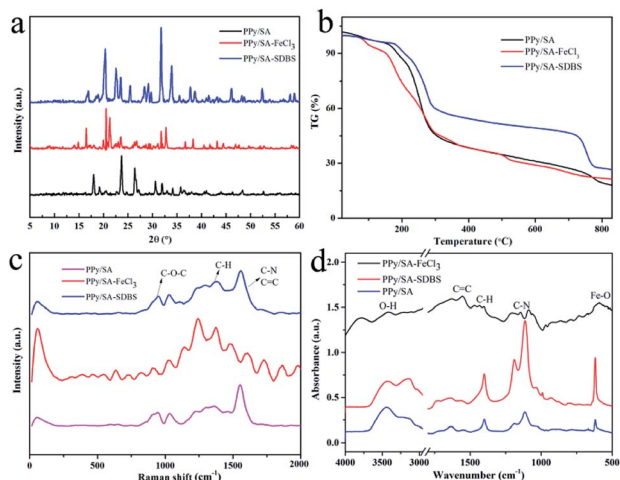 a
PPy/SA
PPy/SA-FeCl3
PPy/SA-SDBS
Intensity (a.u.)
5 10 15 20 25 30 35 40 45 50 55 60
2θ (°)
b
PPy/SA
PPy/SA-FeCl3
PPy/SA-SDBS
TG (%)
120
90
60
30
0
200 400 600 800
Temperature (°C)
c
PPy/SA
PPy/SA-FeCl3
PPy/SA-SDBS
C-O-C
C-H
C-N
C=C
Intensity (a.u.)
0 500 1000 1500 2000
Raman shift (cm-1)
d
PPy/SA-FeCl3
PPy/SA-SDBS
PPy/SA
O-H
C=C
C-H
C-N
Fe-O
Absorbance (a.u.)
2.0
1.5
1.0
0.5
0.0
4000 3500 3000 1500 1000 500
Wavenumber (cm-1)